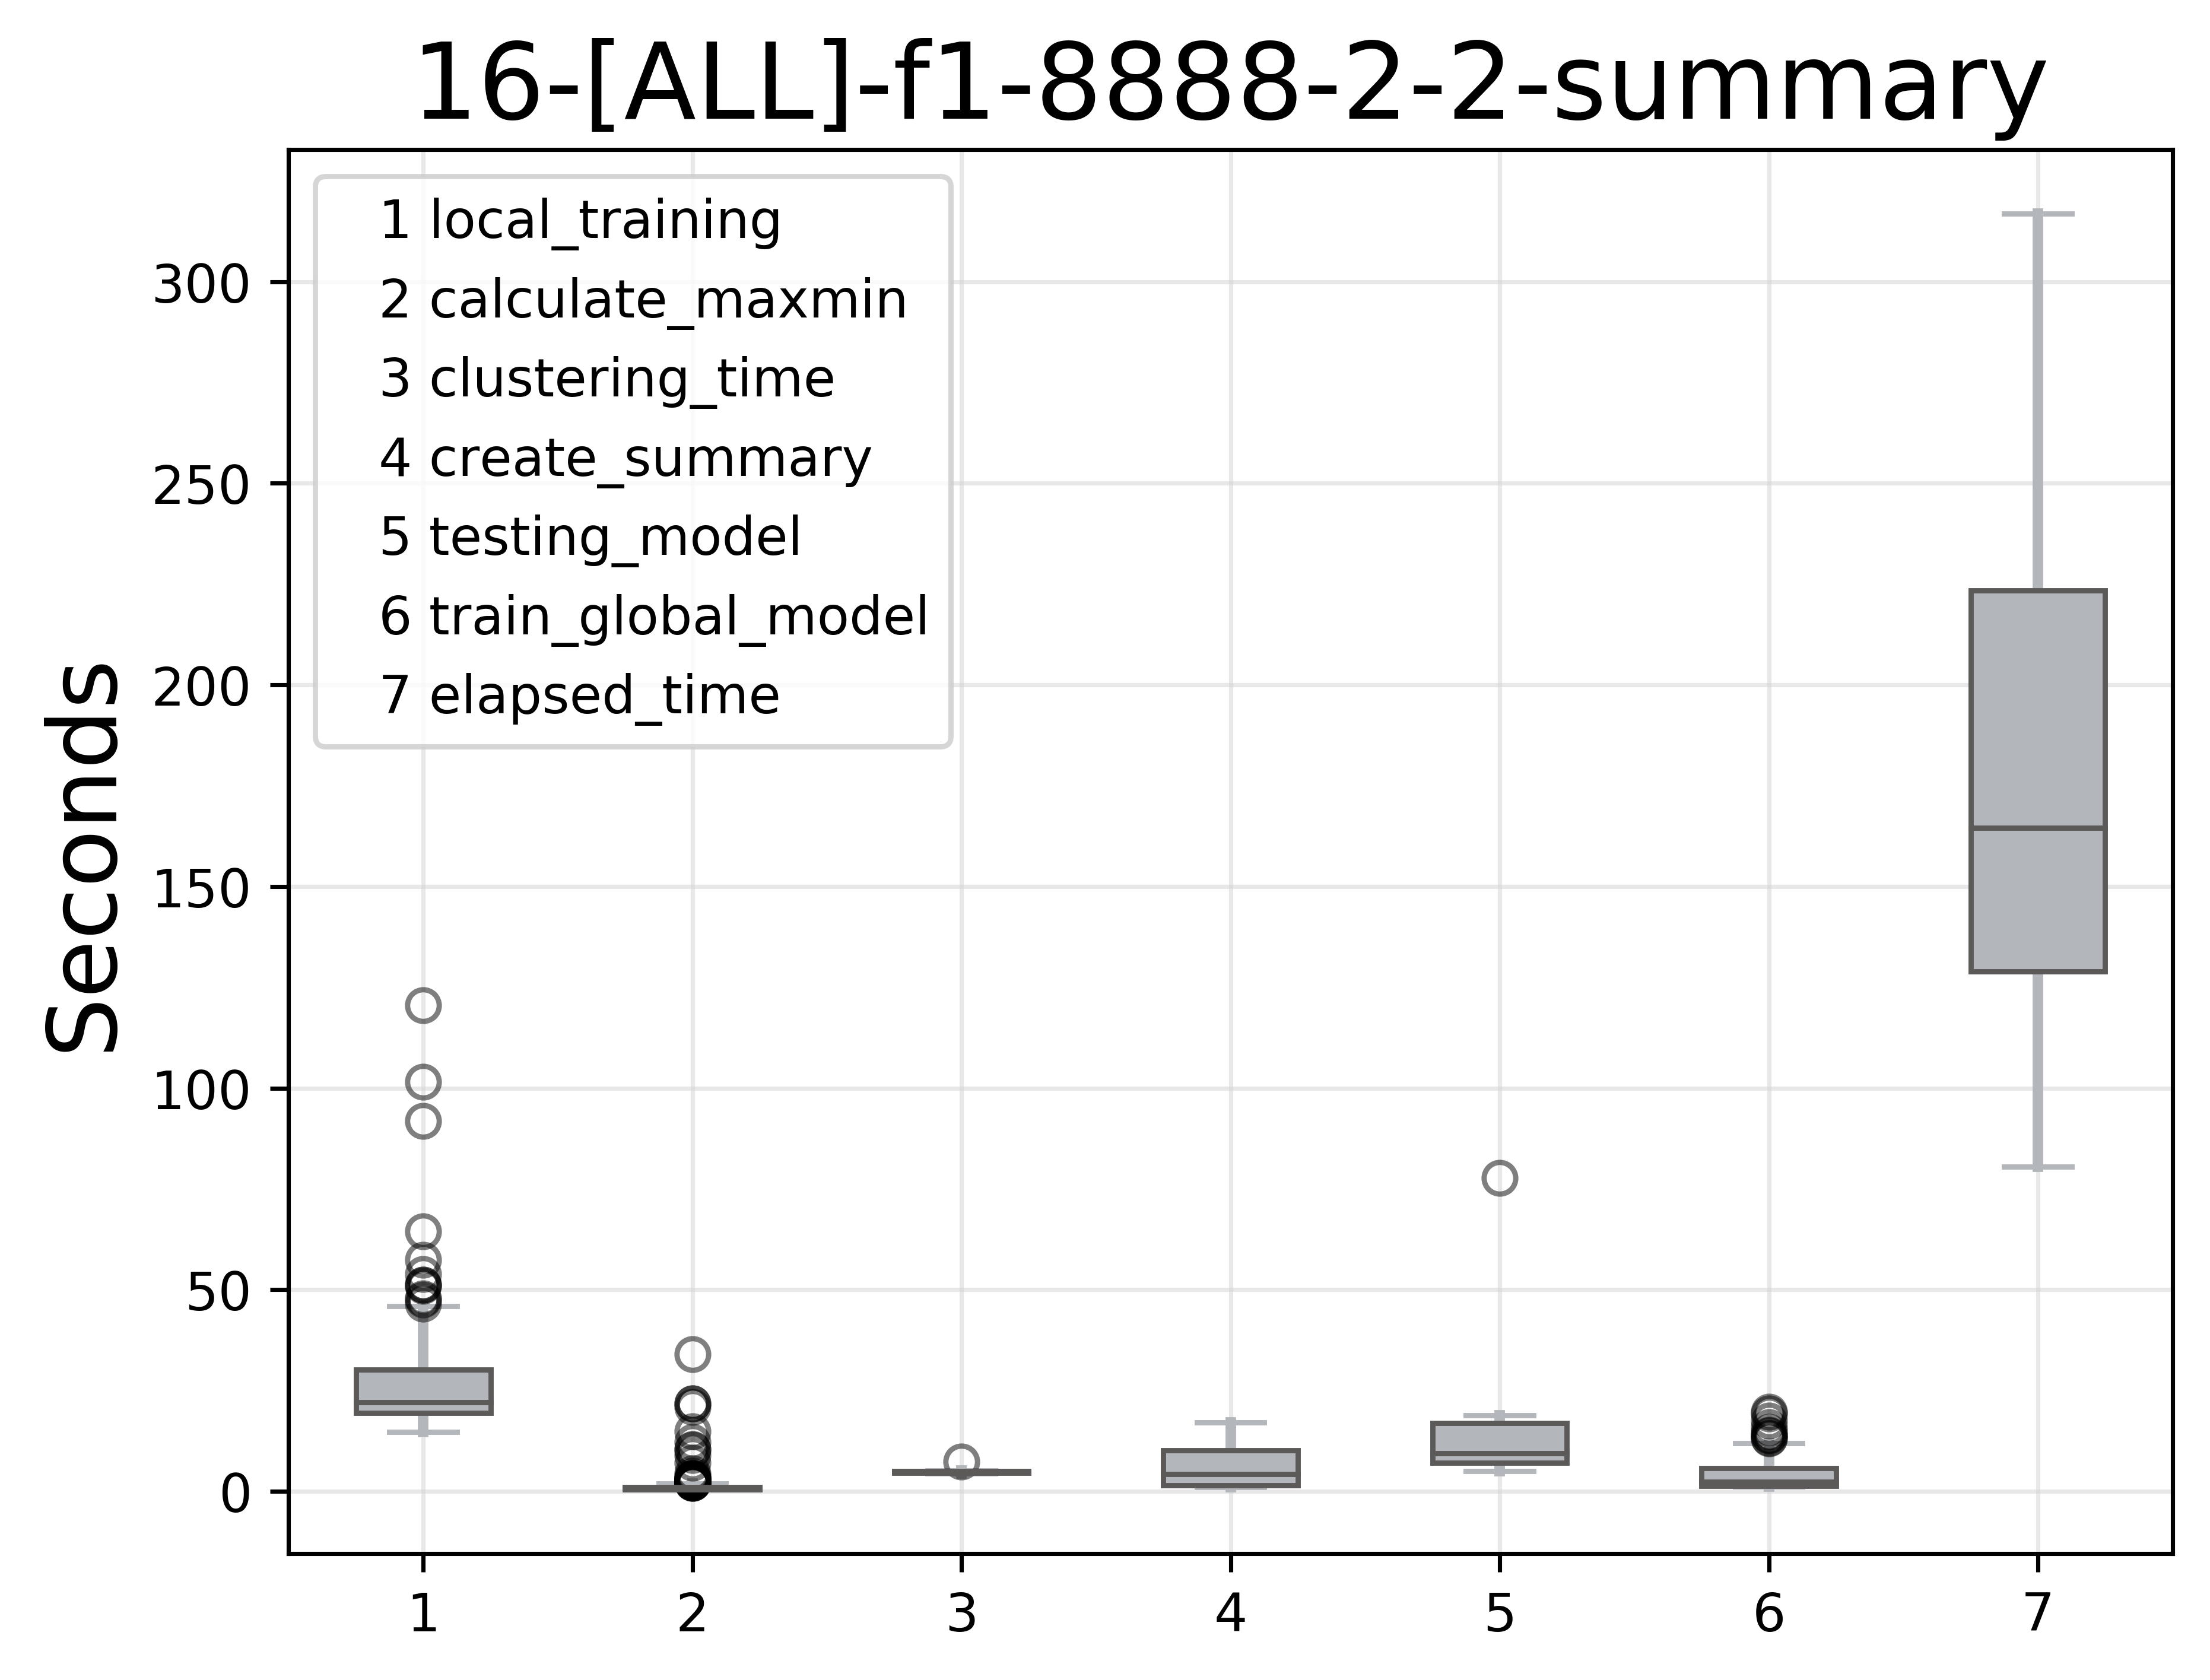 16-[ALL]-f1-8888-2-2-summary
1 local_training
2 calculate_maxmin
3 clustering_time
4 create_summary
5 testing_model
6 train_global_model
7 elapsed_time
Seconds
300
250
200
150
100
50
0
1 2 3 4 5 6 7